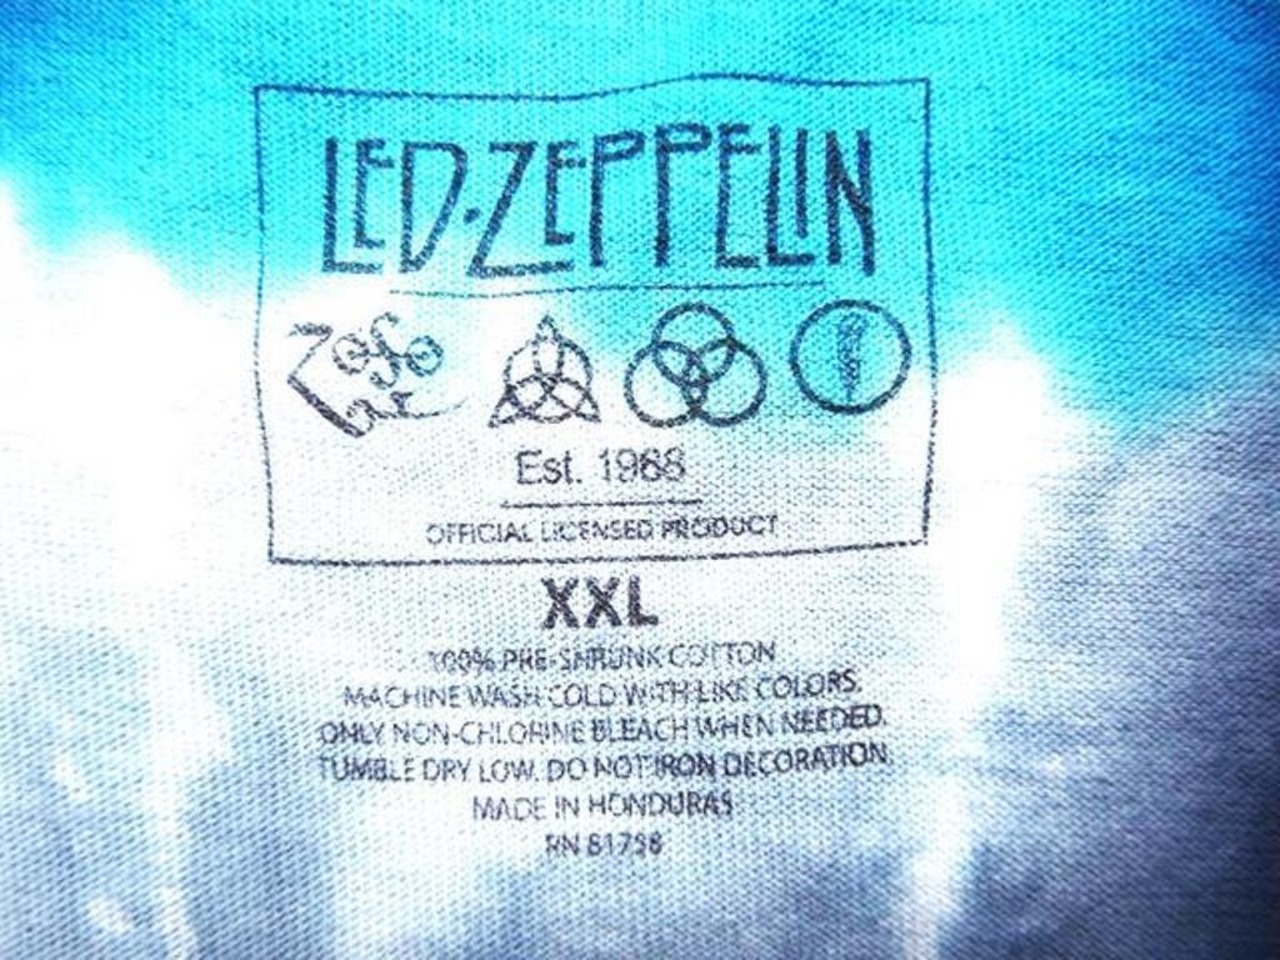 LED·ZEPPELIN
ZoSo
Est. 1968
OFFICIAL LICENSED PRODUCT
XXL
100% PRE-SHRUNK COTTON
MACHINE WASH COLD WITH LIKE COLORS.
ONLY NON-CHLORINE BLEACH WHEN NEEDED.
TUMBLE DRY LOW. DO NOT IRON DECORATION.
MADE IN HONDURAS
RN